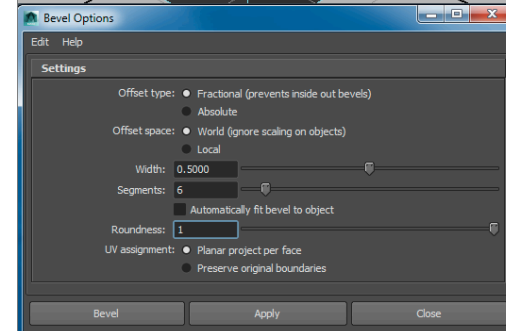 Bevel Options
Edit Help
Settings
Offset type: Fractional (prevents inside out bevels)
Absolute
Offset space: World (ignore scaling on objects)
Local
Width: 0.5000
Segments: 6
Automatically fit bevel to object
Roundness: 1
UV assignment: Planar project per face
Preserve original boundaries
Bevel Apply Close